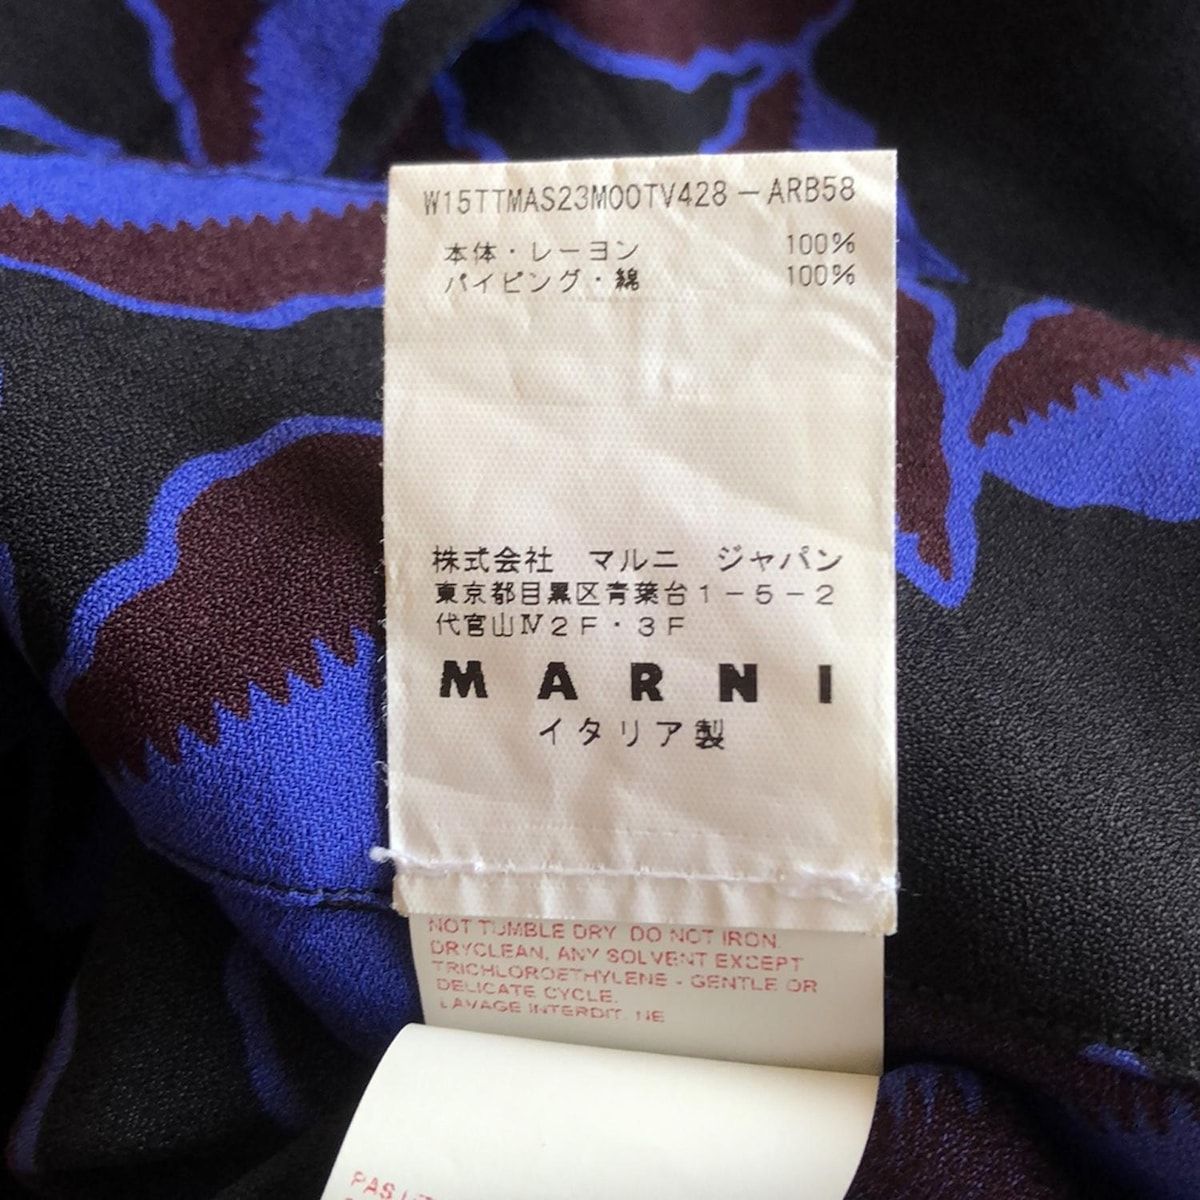 W15TTMAS23M00TV428-ARB58
本体・レーヨン 100%
パイピング・綿 100%
株式会社 マルニ ジャパン
東京都目黒区青葉台1-5-2
代官山Ⅳ2F・3F
MARNI
イタリア製
NOT TUMBLE DRY. DO NOT IRON.
DRYCLEAN, ANY SOLVENT EXCEPT
TRICHLOROETHYLENE - GENTLE OR
DELICATE CYCLE.
LAVAGE INTERDIT. NE
PAS